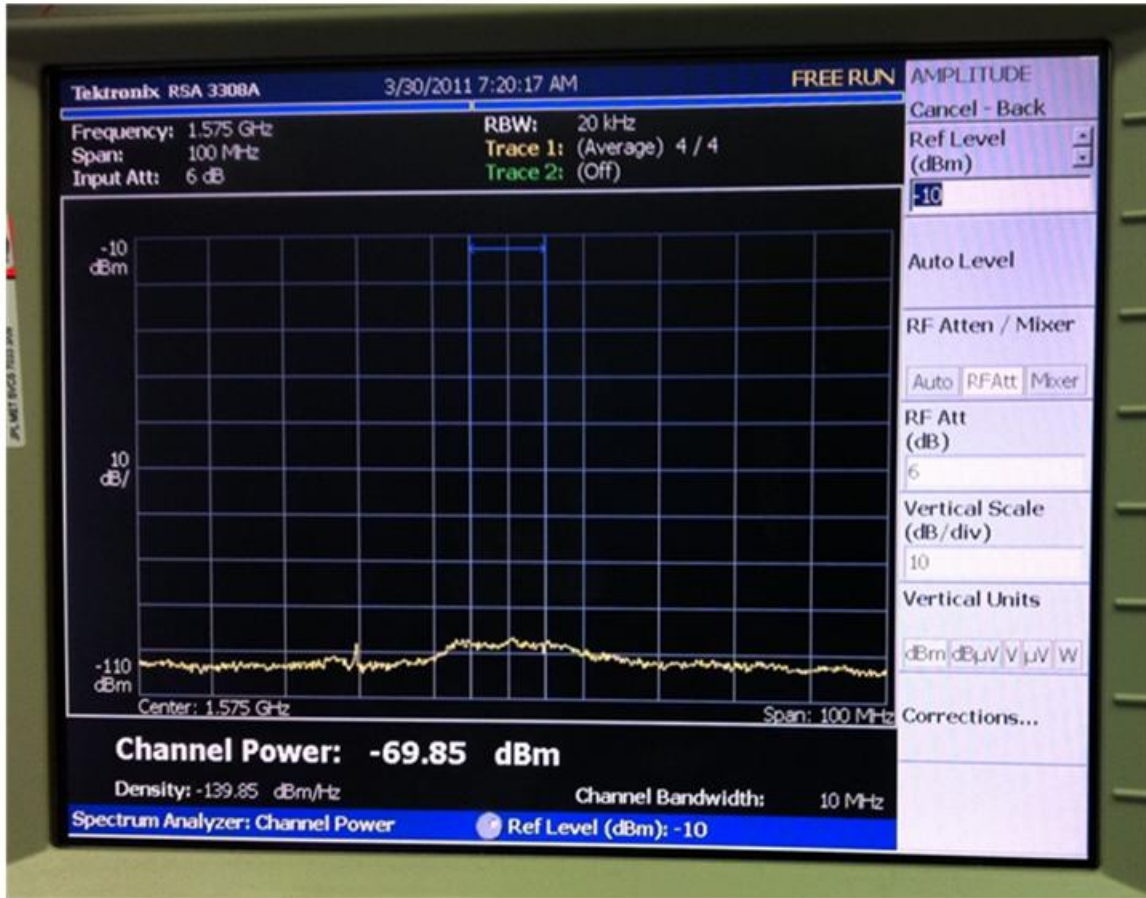 Tektronix RSA 3308A 3/30/2011 7:20:17 AM FREE RUN
Frequency: 1.575 GHz
Span: 100 MHz
Input Att: 6 dB
RBW: 20 kHz
Trace 1: (Average) 4 / 4
Trace 2: (Off)
-10
dBm
10
dB/
-110
dBm
Center: 1.575 GHz Span: 100 MHz
Channel Power: -69.85 dBm
Density: -139.85 dBm/Hz Channel Bandwidth: 10 MHz
Spectrum Analyzer: Channel Power Ref Level (dBm): -10
AMPLITUDE
Cancel - Back
Ref Level
(dBm)
-10
Auto Level
RF Atten / Mixer
Auto RFAtt Mixer
RF Att
(dB)
6
Vertical Scale
(dB/div)
10
Vertical Units
dBm dBµV V µV W
Corrections...